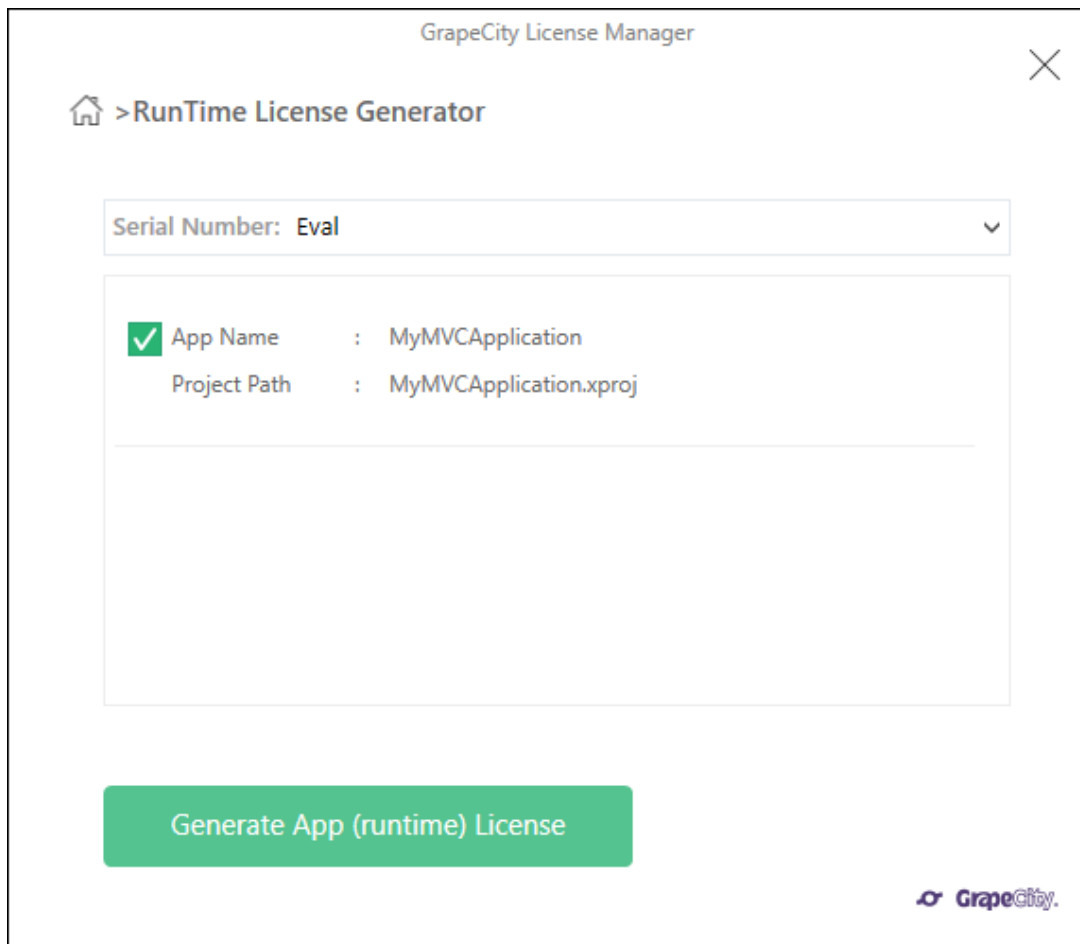 GrapeCity License Manager
>RunTime License Generator
Serial Number: Eval
App Name : MyMVCApplication
Project Path : MyMVCApplication.xproj
Generate App (runtime) License
GrapeCity.